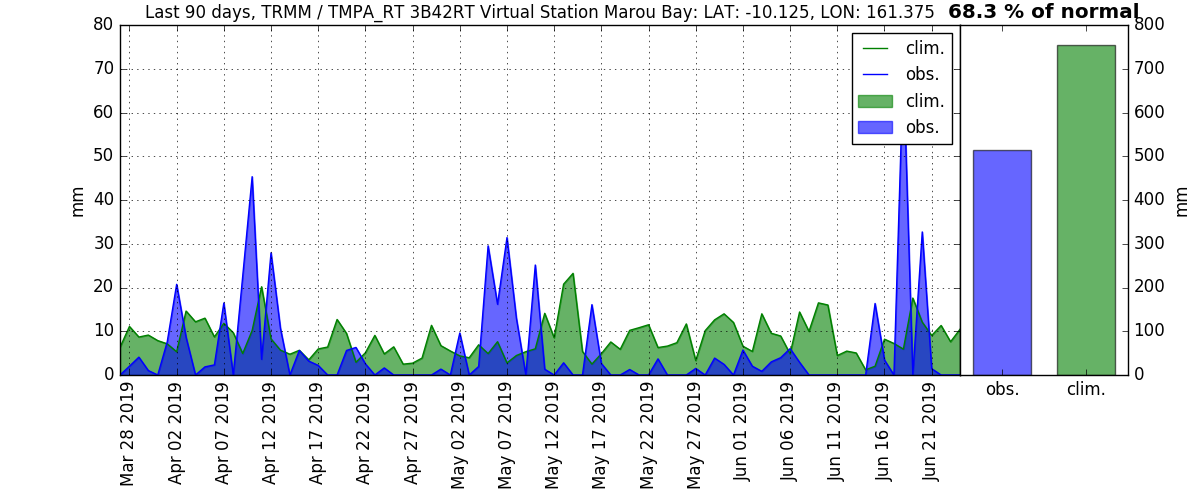 Last 90 days, TRMM / TMPA_RT 3B42RT Virtual Station Marou Bay: LAT: -10.125, LON: 161.375 68.3 % of normal
80
70
60
50
40
30
20
10
0
mm
clim.
obs.
clim.
obs.
800
700
600
500
400
300
200
100
0
mm
Mar 28 2019
Apr 02 2019
Apr 07 2019
Apr 12 2019
Apr 17 2019
Apr 22 2019
Apr 27 2019
May 02 2019
May 07 2019
May 12 2019
May 17 2019
May 22 2019
May 27 2019
Jun 01 2019
Jun 06 2019
Jun 11 2019
Jun 16 2019
Jun 21 2019
obs.
clim.